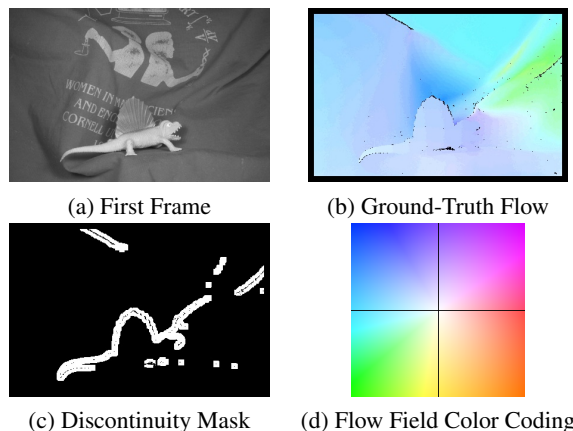 WOMEN IN
AND EN
CORNELL
(a) First Frame
(b) Ground-Truth Flow
(c) Discontinuity Mask
(d) Flow Field Color Coding